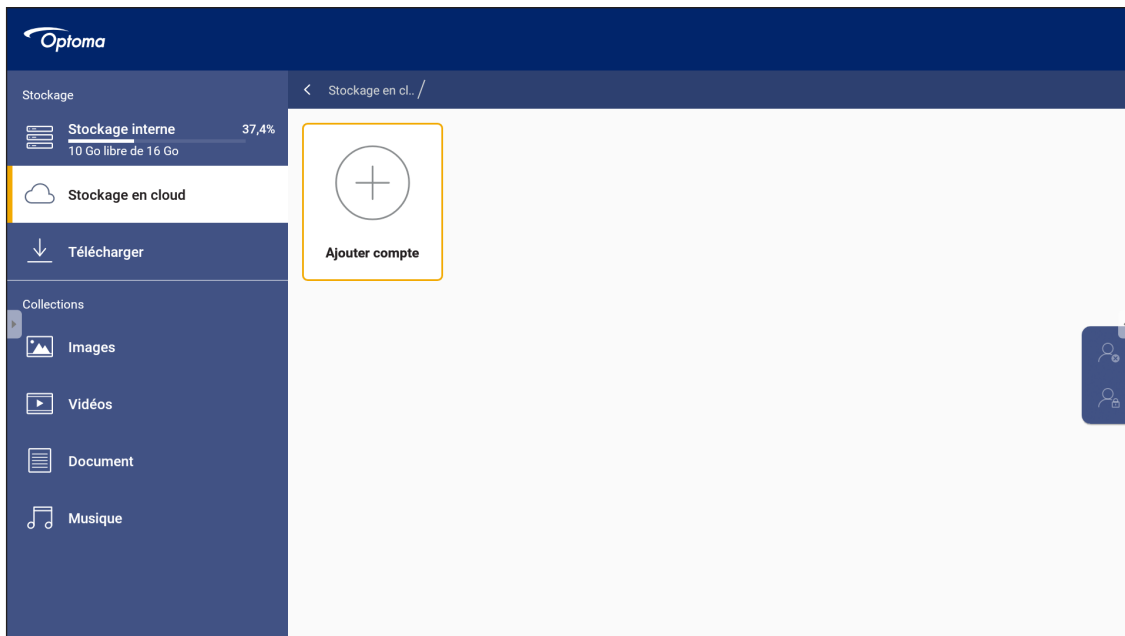 Optoma
Stockage
Stockage interne 37,4%
10 Go libre de 16 Go
Stockage en cloud
Télécharger
Collections
Images
Vidéos
Document
Musique
Stockage en cl.. /
Ajouter compte